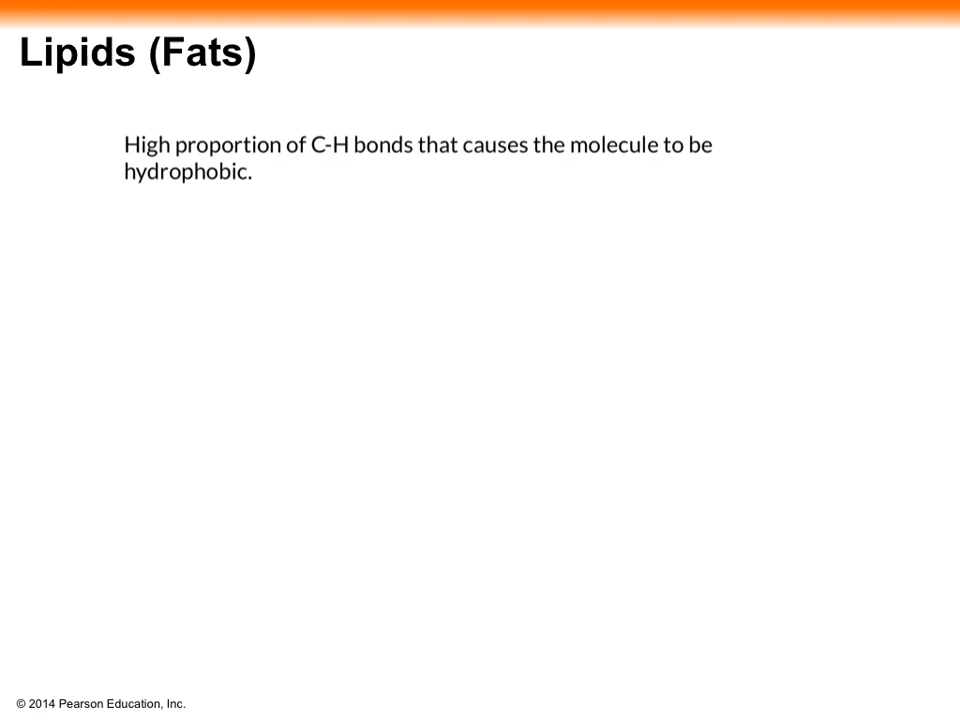 Lipids (Fats)
High proportion of C-H bonds that causes the molecule to be
hydrophobic.
© 2014 Pearson Education, Inc.